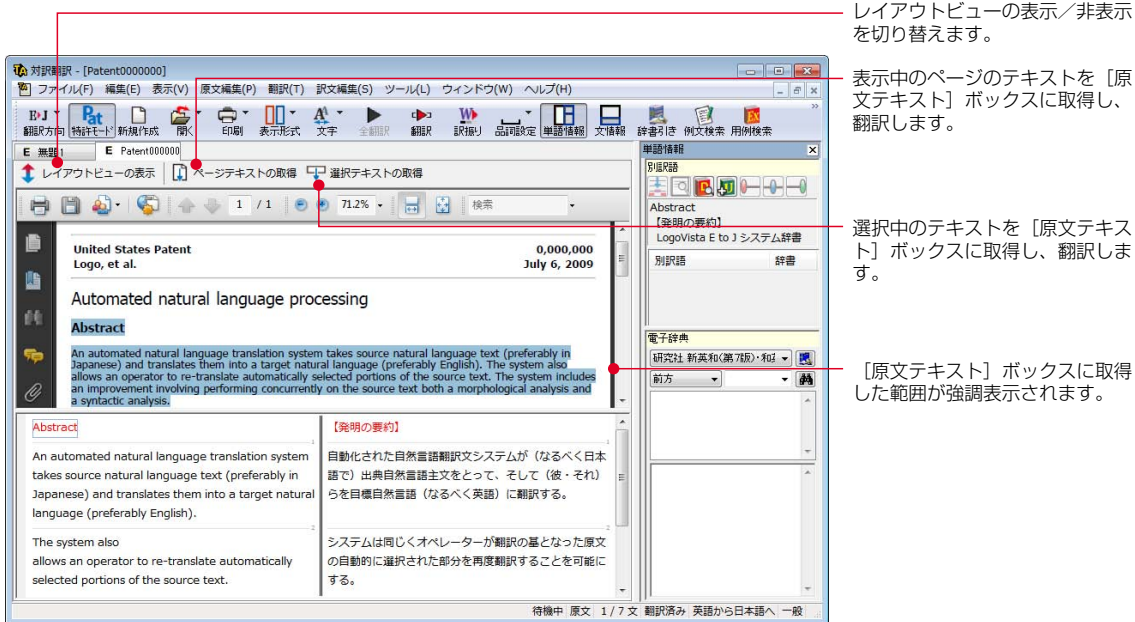 レイアウトビューの表示／非表示
を切り替えます。
対訳翻訳 - [Patent0000000]
ファイル(F) 編集(E) 表示(V) 原文編集(P) 翻訳(T) 訳文編集(S) ツール(L) ウィンドウ(W) ヘルプ(H)
表示中のページのテキストを［原
文テキスト］ボックスに取得し、
翻訳します。
E›J Pat
翻訳方向 特許モード 新規作成 開く 印刷 表示形式 文字 全翻訳 翻訳 訳振り 品詞設定 単語情報 文情報 辞書引き 例文検索 用例検索
E 無題1 E Patent000000
単語情報
レイアウトビューの表示 ページテキストの取得 選択テキストの取得
別訳語
1 / 1 71.2% 検索
Abstract
【発明の要約】
LogoVista E to J システム辞書
別訳語 辞書
選択中のテキストを［原文テキス
ト］ボックスに取得し、翻訳しま
す。
United States Patent 0,000,000
Logo, et al. July 6, 2009
Automated natural language processing
Abstract
An automated natural language translation system takes source natural language text (preferably in
Japanese) and translates them into a target natural language (preferably English). The system also
allows an operator to re-translate automatically selected portions of the source text. The system includes
an improvement involving performing concurrently on the source text both a morphological analysis and
a syntactic analysis.
電子辞典
研究社 新英和(第7版)・和
前方
［原文テキスト］ボックスに取得
した範囲が強調表示されます。
Abstract
1
An automated natural language translation system
takes source natural language text (preferably in
Japanese) and translates them into a target natural
language (preferably English).
2
The system also
allows an operator to re-translate automatically
selected portions of the source text.
【発明の要約】
1
自動化された自然言語翻訳文システムが（なるべく日本
語で）出典自然言語主文をとって、そして（彼・それ）
らを目標自然言語（なるべく英語）に翻訳する。
2
システムは同じくオペレーターが翻訳の墓となった原文
の自動的に選択された部分を再度翻訳することを可能に
する。
待機中 原文 1 / 7 文 翻訳済み 英語から日本語へ 一般